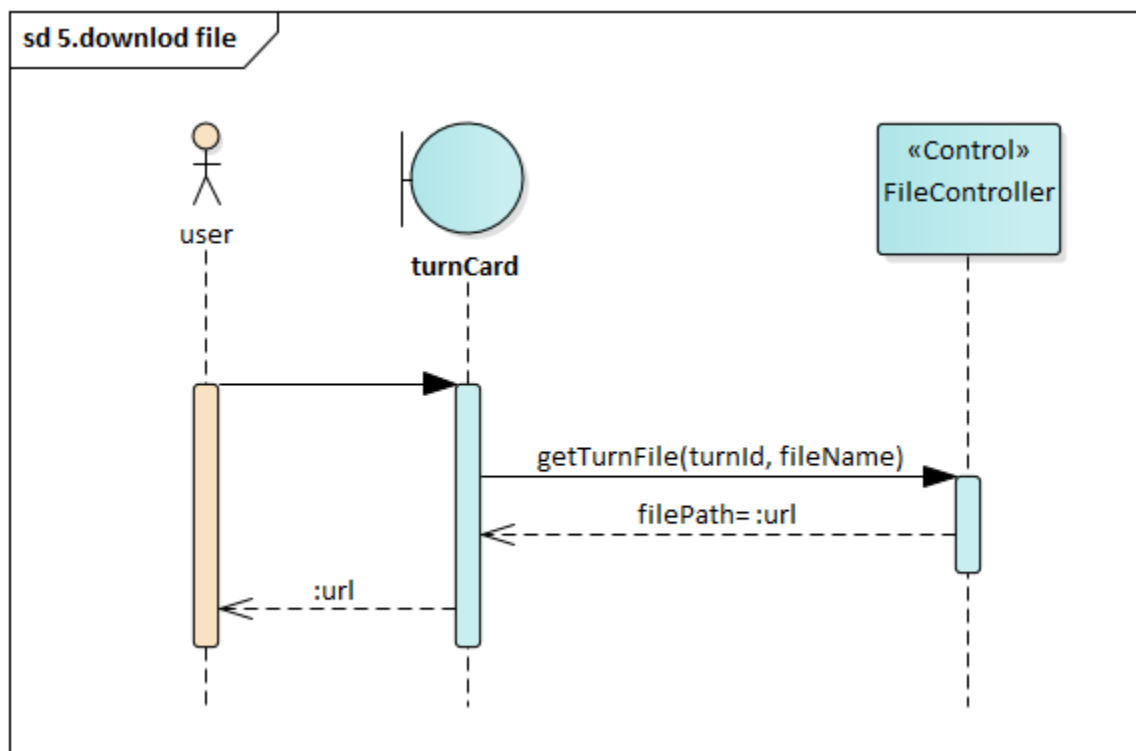 sd 5.downlod file
«Control»
FileController
user
turnCard
getTurnFile(turnId, fileName)
filePath= :url
:url